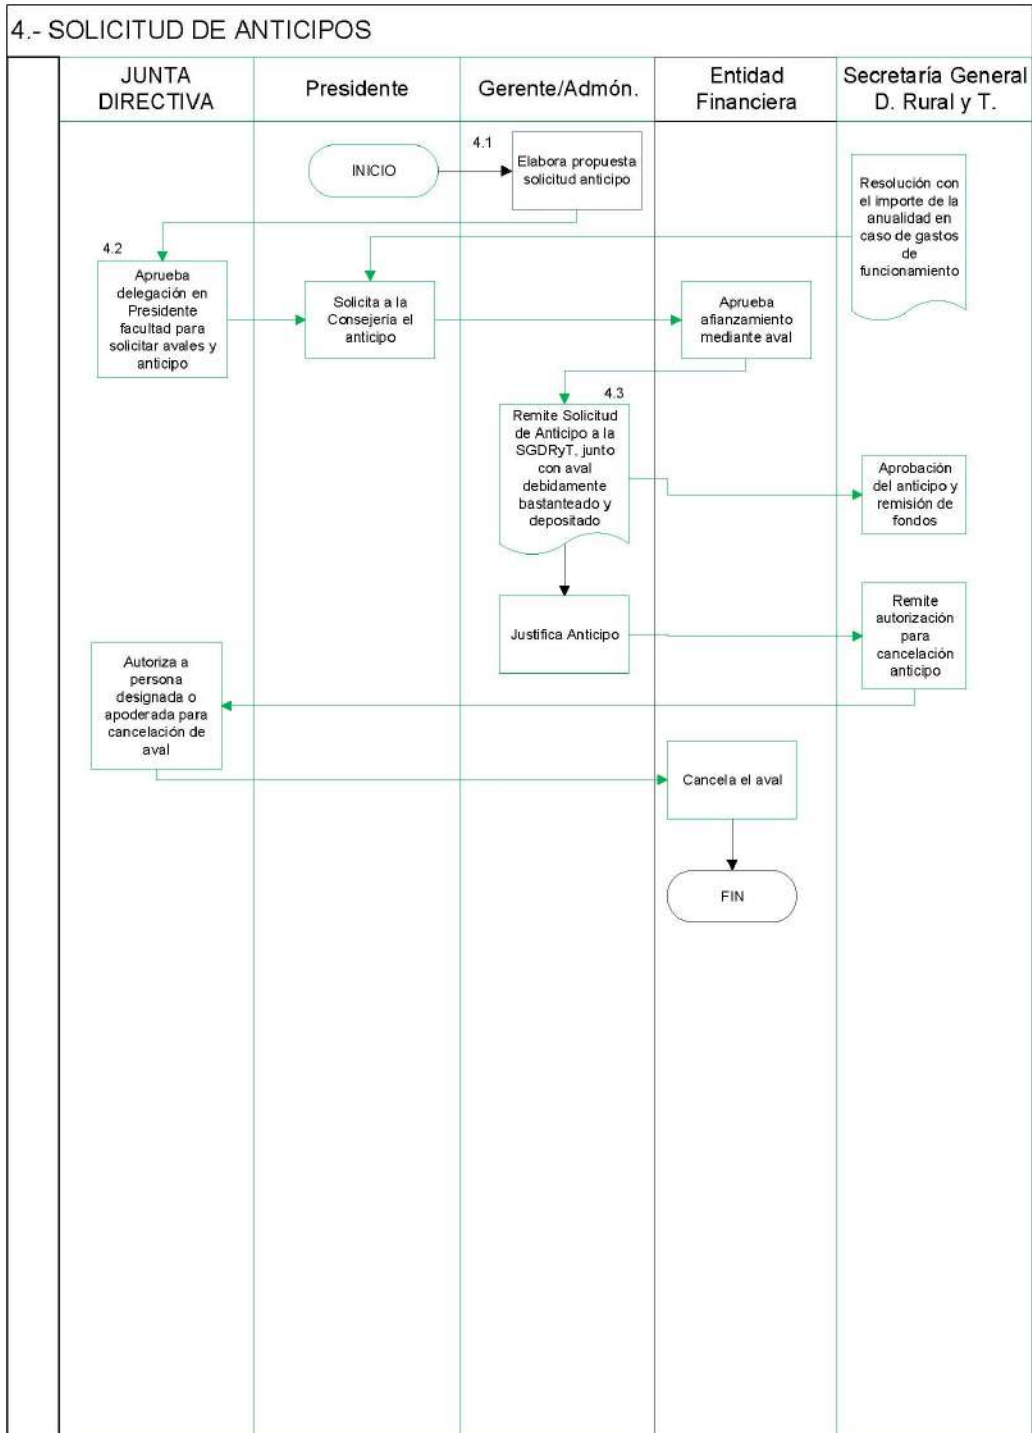 4.- SOLICITUD DE ANTICIPOS
JUNTA
DIRECTIVA
Presidente
Gerente/Admón.
Entidad
Financiera
Secretaría General
D. Rural y T.
INICIO
4.1
Elabora propuesta
solicitud anticipo
Resolución con
el importe de la
anualidad en
caso de gastos
de
funcionamiento
4.2
Aprueba
delegación en
Presidente
facultad para
solicitar avales y
anticipo
Solicita a la
Consejería el
anticipo
Aprueba
afianzamiento
mediante aval
4.3
Remite Solicitud
de Anticipo a la
SGDRyT, junto
con aval
debidamente
bastanteado y
depositado
Aprobación
del anticipo y
remisión de
fondos
Justifica Anticipo
Remite
autorización
para
cancelación
anticipo
Autoriza a
persona
designada o
apoderada para
cancelación de
aval
Cancela el aval
FIN